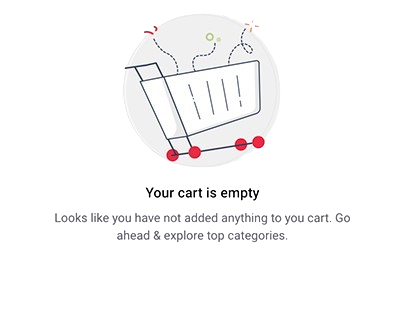 Your cart is empty
Looks like you have not added anything to you cart. Go
ahead & explore top categories.